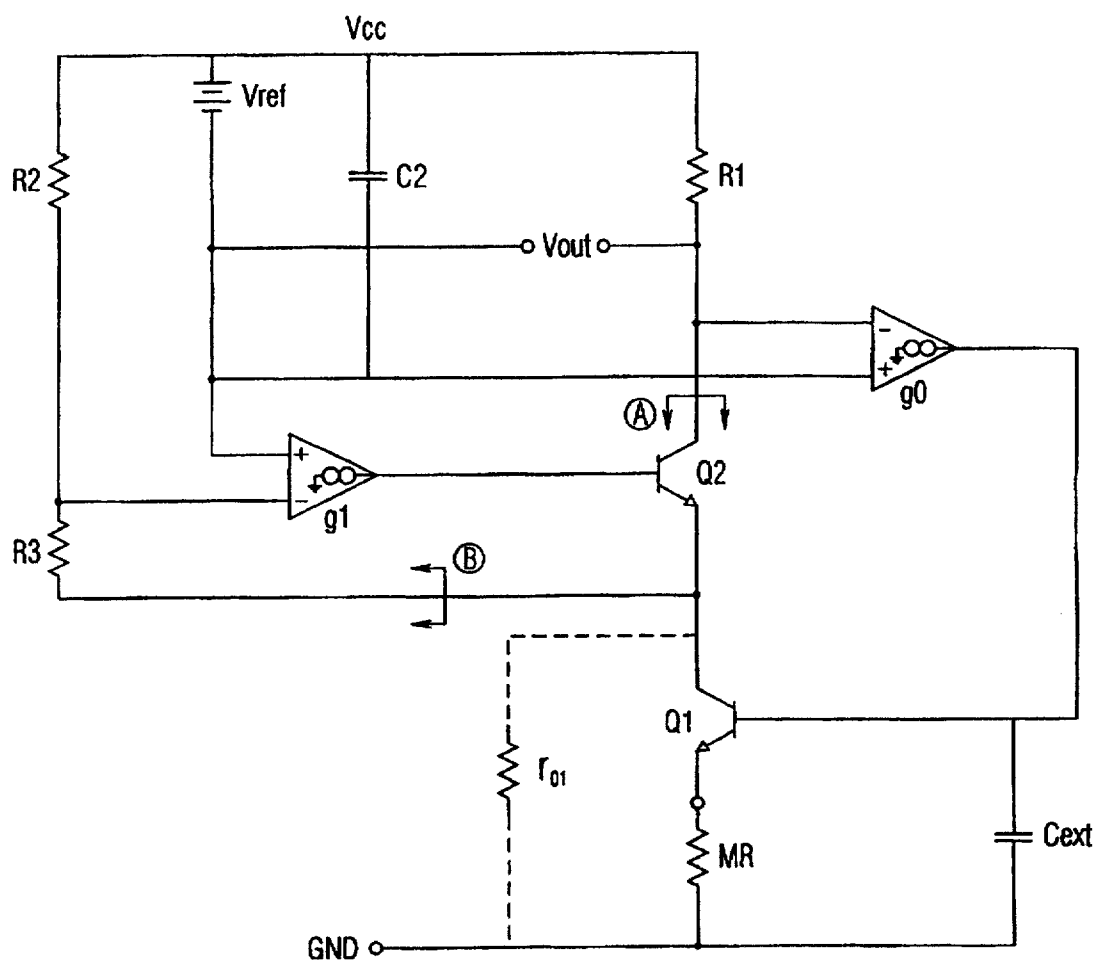 Vcc
Vref
R2
C2
R1
Vout
-
+
g0
A
+
Q2
-
g1
R3
B
Q1
r01
MR
Cext
GND